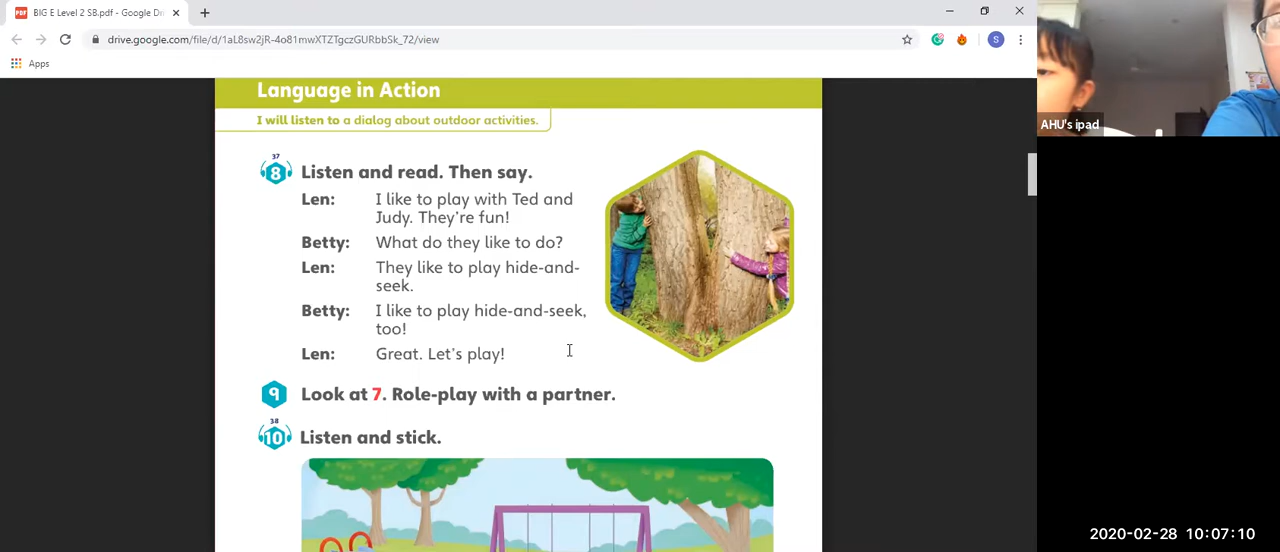 BIG E Level 2 SB.pdf - Google Dri
drive.google.com/file/d/1aL8sw2jR-4o81mwXTZTgczGURbbSk_72/view
S
Apps
Language in Action
I will listen to a dialog about outdoor activities.
37
8 Listen and read. Then say.
Len: I like to play with Ted and
Judy. They're fun!
Betty: What do they like to do?
Len: They like to play hide-and-
seek.
Betty: I like to play hide-and-seek,
too!
Len: Great. Let's play!
9 Look at 7. Role-play with a partner.
38
10 Listen and stick.
AHU's ipad
2020-02-28 10:07:10